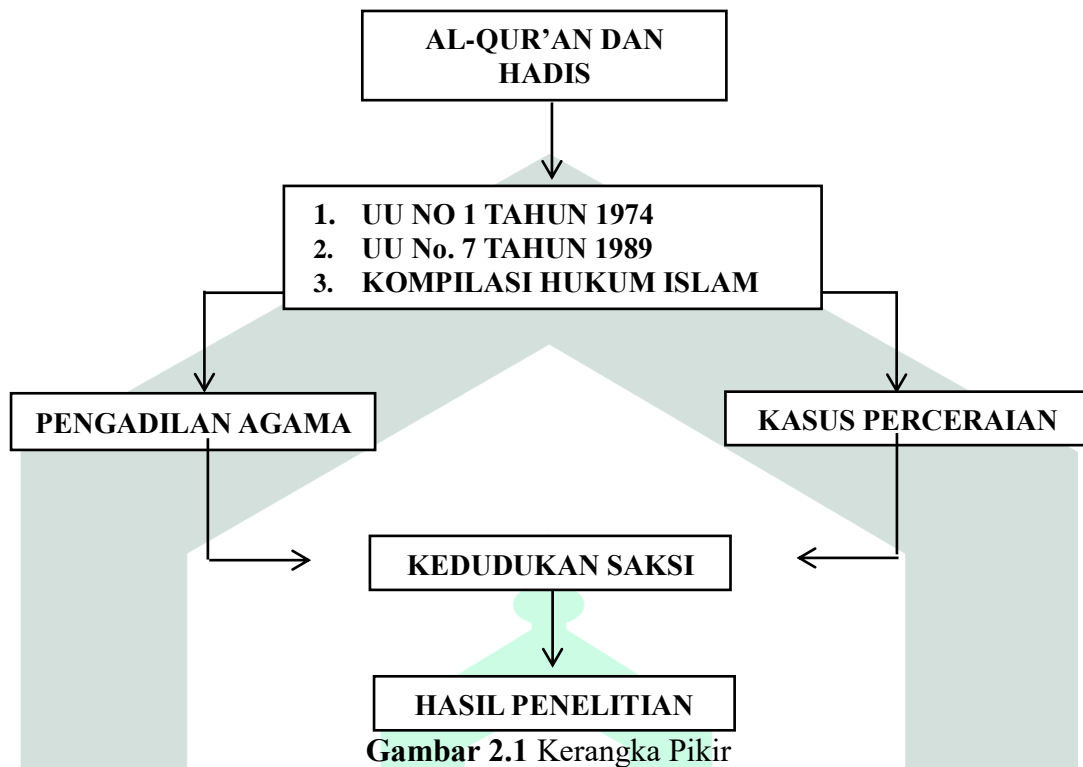 AL-QUR’AN DAN
HADIS
1. UU NO 1 TAHUN 1974
2. UU No. 7 TAHUN 1989
3. KOMPILASI HUKUM ISLAM
PENGADILAN AGAMA
KASUS PERCERAIAN
KEDUDUKAN SAKSI
HASIL PENELITIAN
Gambar 2.1 Kerangka Pikir